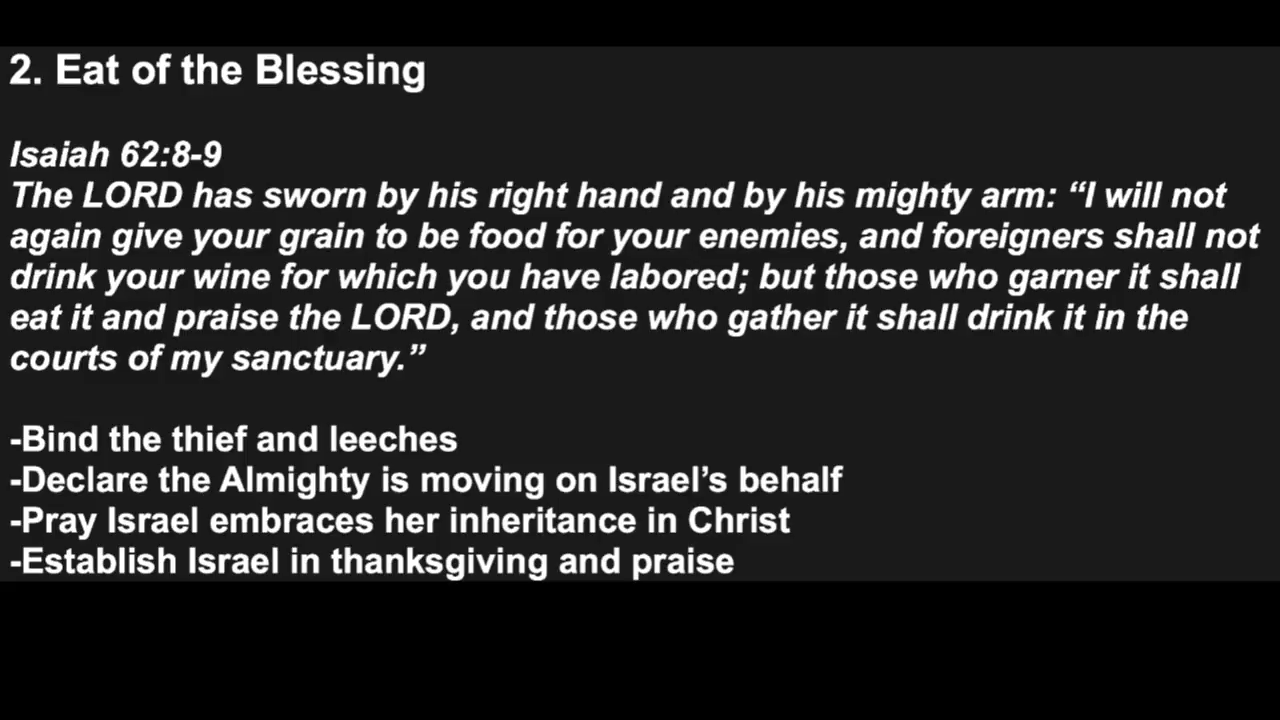 2. Eat of the Blessing
Isaiah 62:8-9
The LORD has sworn by his right hand and by his mighty arm: “I will not
again give your grain to be food for your enemies, and foreigners shall not
drink your wine for which you have labored; but those who garner it shall
eat it and praise the LORD, and those who gather it shall drink it in the
courts of my sanctuary.”
-Bind the thief and leeches
-Declare the Almighty is moving on Israel’s behalf
-Pray Israel embraces her inheritance in Christ
-Establish Israel in thanksgiving and praise